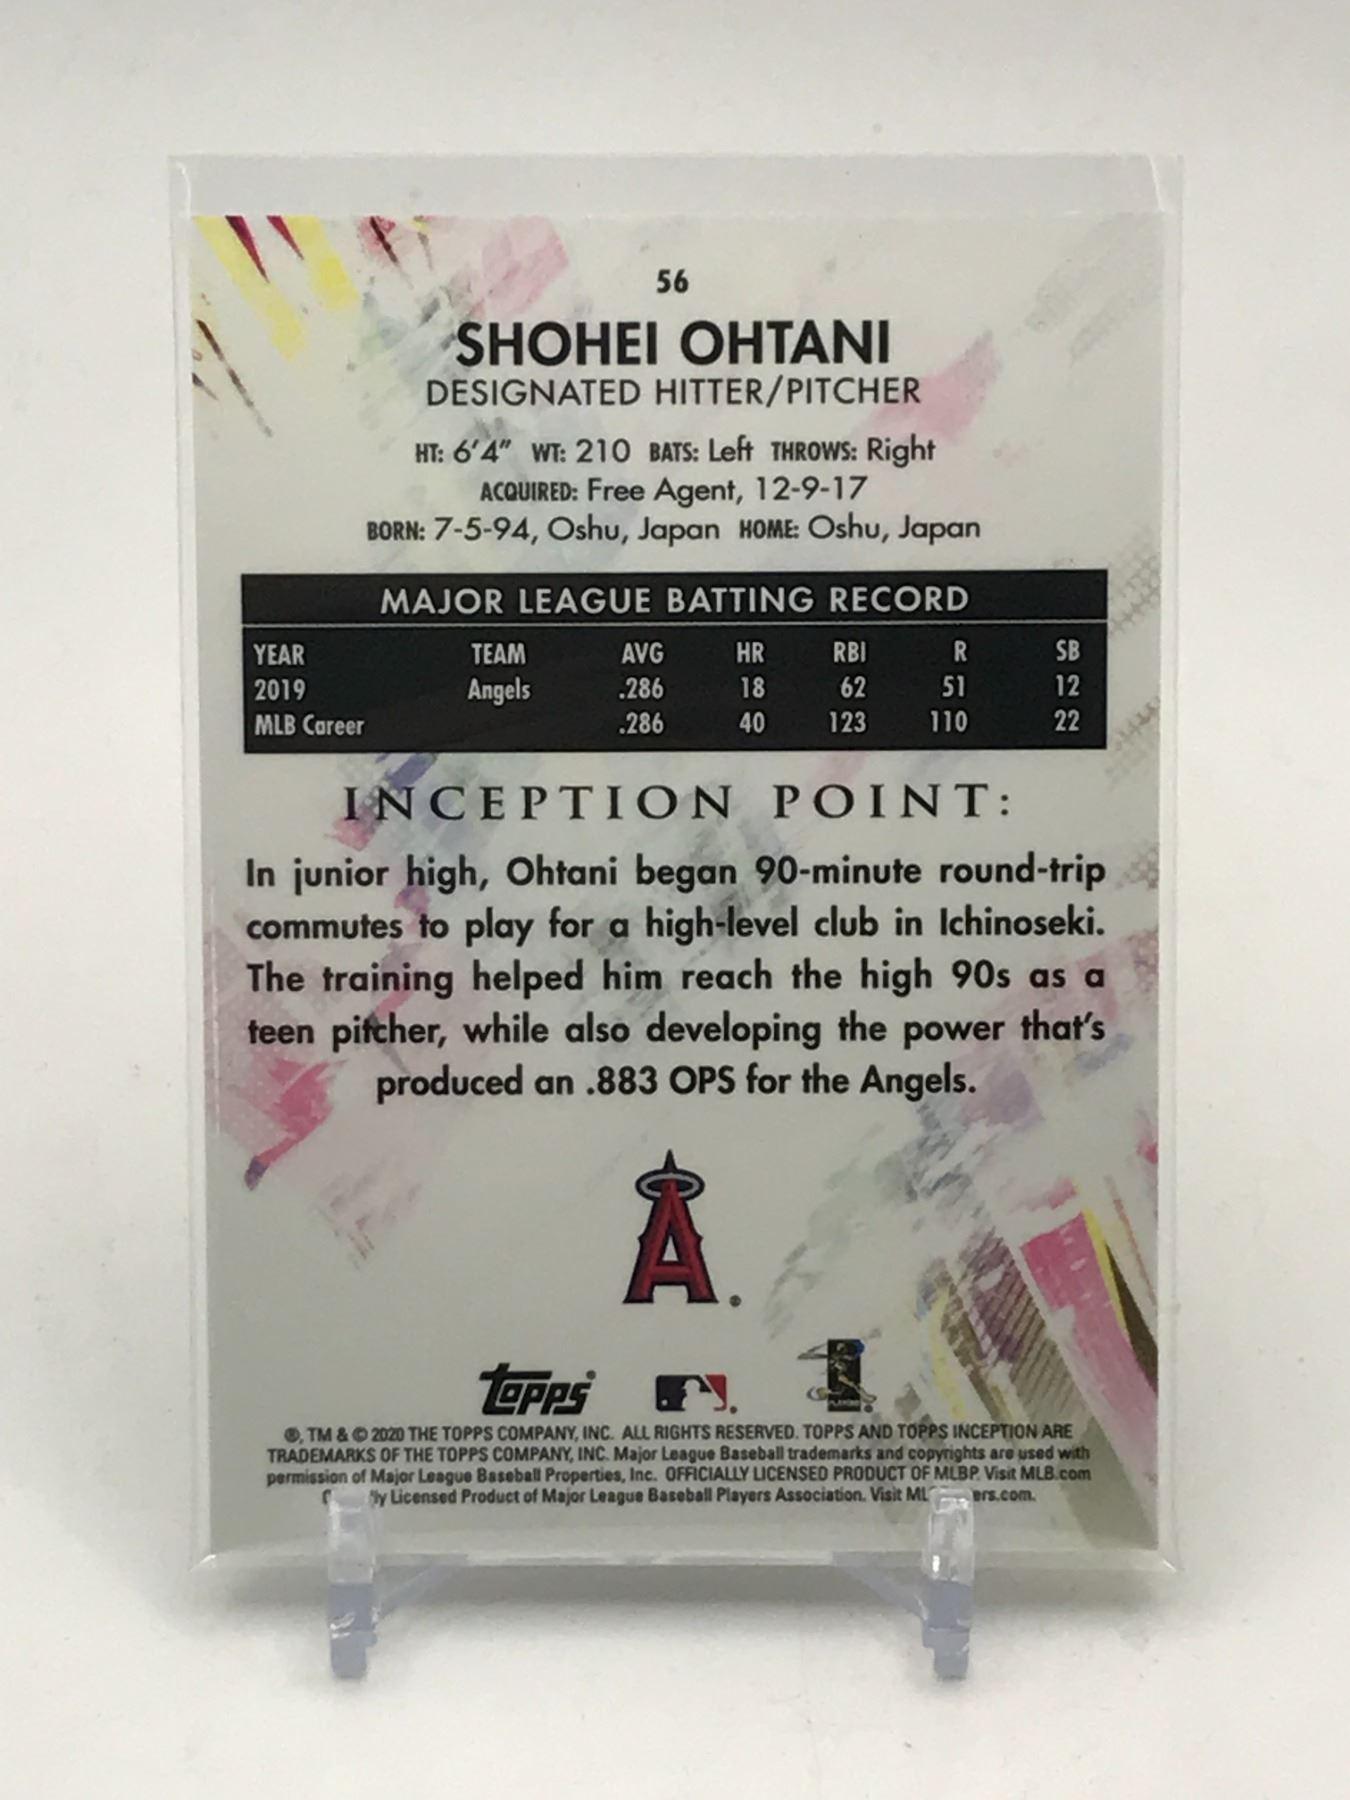 56
SHOHEI OHTANI
DESIGNATED HITTER/PITCHER
HT: 6'4" WT: 210 BATS: Left THROWS: Right
ACQUIRED: Free Agent, 12-9-17
BORN: 7-5-94, Oshu, Japan HOME: Oshu, Japan
MAJOR LEAGUE BATTING RECORD
YEAR TEAM AVG HR RBI R SB
2019 Angels .286 18 62 51 12
MLB Career .286 40 123 110 22
INCEPTION POINT:
In junior high, Ohtani began 90-minute round-trip
commutes to play for a high-level club in Ichinoseki.
The training helped him reach the high 90s as a
teen pitcher, while also developing the power that's
produced an .883 OPS for the Angels.
A®
Topps
®, TM & © 2020 THE TOPPS COMPANY, INC. ALL RIGHTS RESERVED. TOPPS AND TOPPS INCEPTION ARE
TRADEMARKS OF THE TOPPS COMPANY, INC. Major League Baseball trademarks and copyrights are used with
permission of Major League Baseball Properties, Inc. OFFICIALLY LICENSED PRODUCT OF MLBP. Visit MLB.com
Licensed Product of Major League Baseball Players Association. Visit